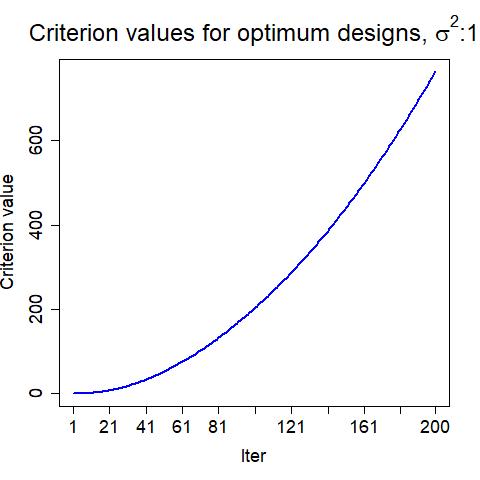 Criterion values for optimum designs, σ²:1
Criterion value
600
400
200
0
1 21 41 61 81 121 161 200
Iter